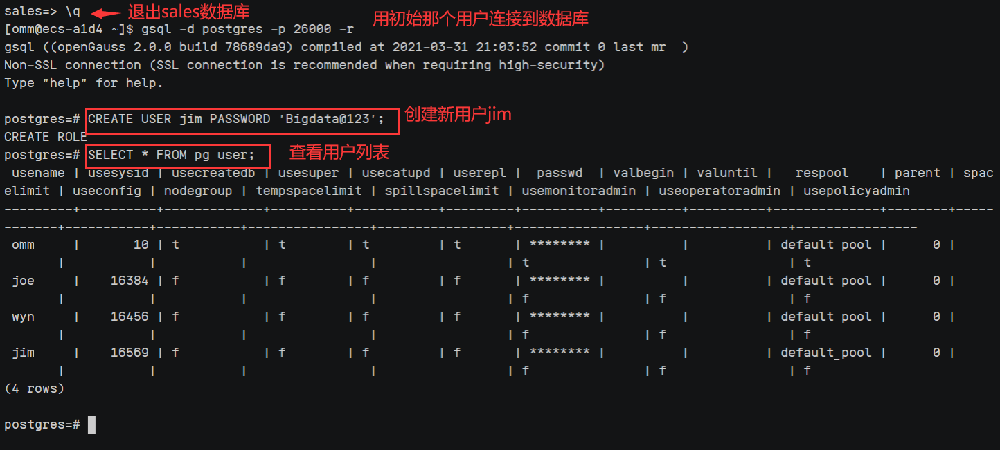 sales=> \q 退出sales数据库
[omm@ecs-a1d4 ~]$ gsql -d postgres -p 26000 -r 用初始那个用户连接到数据库
gsql ((openGauss 2.0.0 build 78689da9) compiled at 2021-03-31 21:03:52 commit 0 last mr  )
Non-SSL connection (SSL connection is recommended when requiring high-security)
Type "help" for help.
postgres=# CREATE USER jim PASSWORD 'Bigdata@123'; 创建新用户jim
CREATE ROLE
postgres=# SELECT * FROM pg_user; 查看用户列表
 usename | usesysid | usecreatedb | usesuper | usecatupd | userepl |  passwd  | valbegin | valuntil |   respool    | parent | spac
elimit | useconfig | nodegroup | tempspacelimit | spillspacelimit | usemonitoradmin | useoperatoradmin | usepolicyadmin
---------+----------+-------------+----------+-----------+---------+----------+----------+----------+--------------+--------+-----
-------+-----------+-----------+----------------+-----------------+-----------------+------------------+----------------
 omm     |       10 | t           | t        | t         | t       | ******** |          |          | default_pool |      0 |
       |           |           |                |                 | t               | t                | t
 joe     |    16384 | f           | f        | f         | f       | ******** |          |          | default_pool |      0 |
       |           |           |                |                 | f               | f                | f
 wyn     |    16456 | f           | f        | f         | f       | ******** |          |          | default_pool |      0 |
       |           |           |                |                 | f               | f                | f
 jim     |    16569 | f           | f        | f         | f       | ******** |          |          | default_pool |      0 |
       |           |           |                |                 | f               | f                | f
(4 rows)
postgres=#